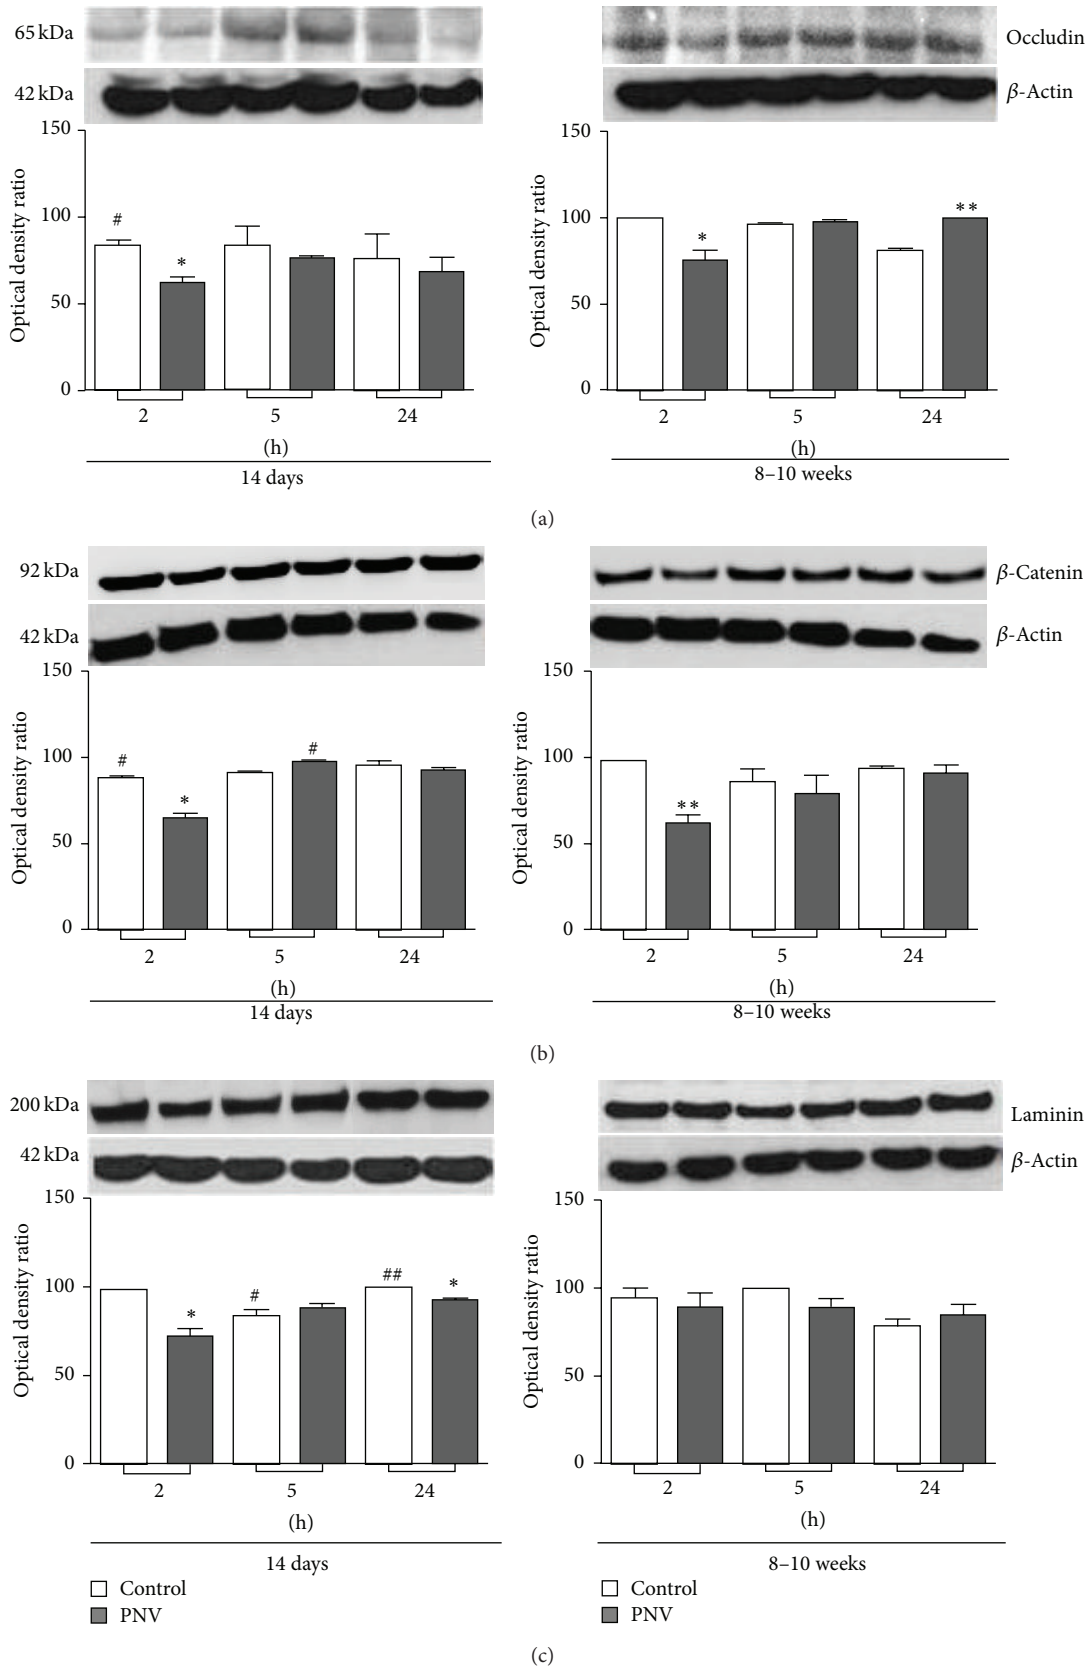 65 kDa
Occludin
42 kDa
β-Actin
150
100
50
0
Optical density ratio
#
*
2
5
24
(h)
14 days
150
100
50
0
Optical density ratio
*
**
2
5
24
(h)
8–10 weeks
(a)
92 kDa
β-Catenin
42 kDa
β-Actin
150
100
50
0
Optical density ratio
#
*
#
2
5
24
(h)
14 days
150
100
50
0
Optical density ratio
**
2
5
24
(h)
8–10 weeks
(b)
200 kDa
Laminin
42 kDa
β-Actin
150
100
50
0
Optical density ratio
*
#
##
*
2
5
24
(h)
14 days
Control
PNV
150
100
50
0
Optical density ratio
2
5
24
(h)
8–10 weeks
Control
PNV
(c)